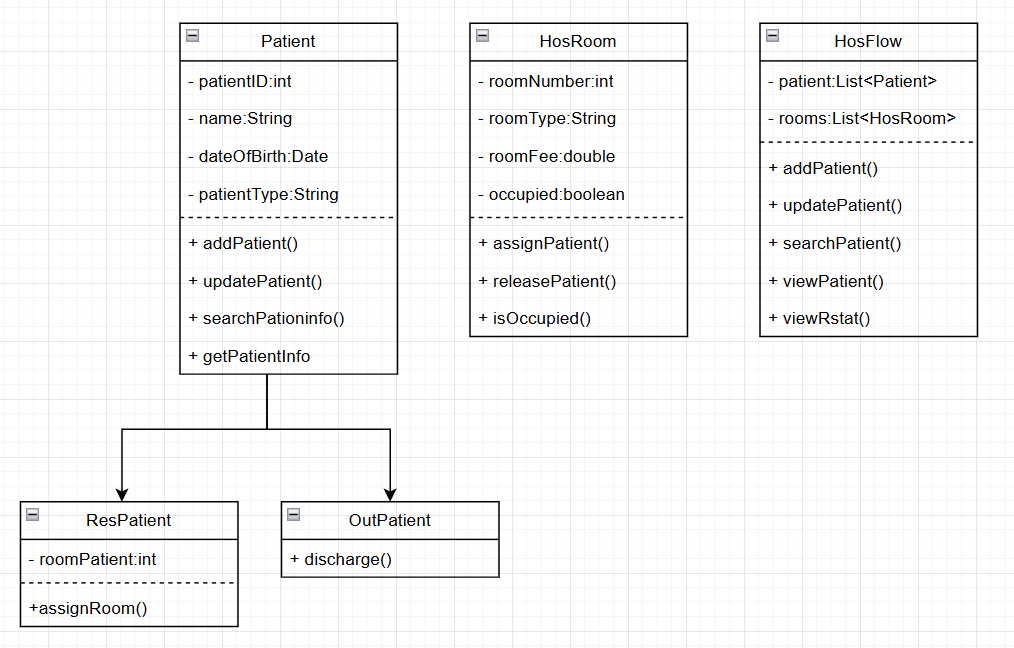 Patient
- patientID:int
- name:String
- dateOfBirth:Date
- patientType:String
+ addPatient()
+ updatePatient()
+ searchPationinfo()
+ getPatientInfo
HosRoom
- roomNumber:int
- roomType:String
- roomFee:double
- occupied:boolean
+ assignPatient()
+ releasePatient()
+ isOccupied()
HosFlow
- patient:List<Patient>
- rooms:List<HosRoom>
+ addPatient()
+ updatePatient()
+ searchPatient()
+ viewPatient()
+ viewRstat()
ResPatient
- roomPatient:int
+assignRoom()
OutPatient
+ discharge()